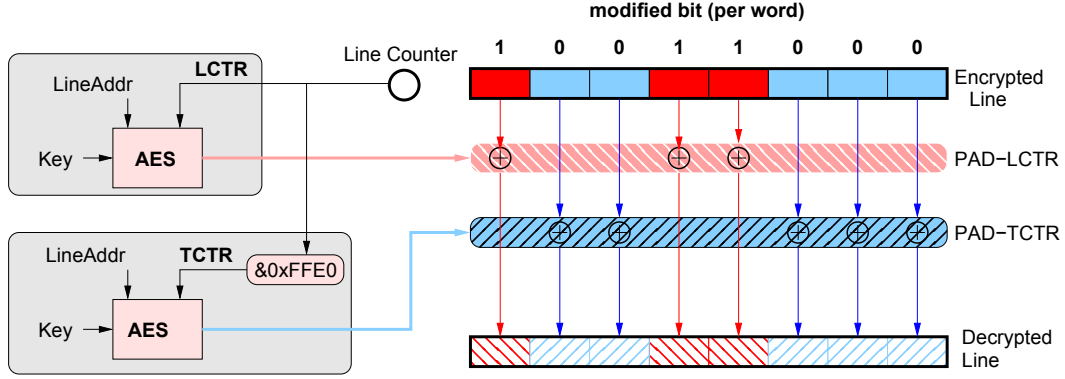 modified bit (per word)
1 0 0 1 1 0 0 0
Line Counter
LCTR
LineAddr
Key
AES
Encrypted
Line
PAD−LCTR
PAD−TCTR
LineAddr
TCTR
&0xFFE0
Key
AES
Decrypted
Line